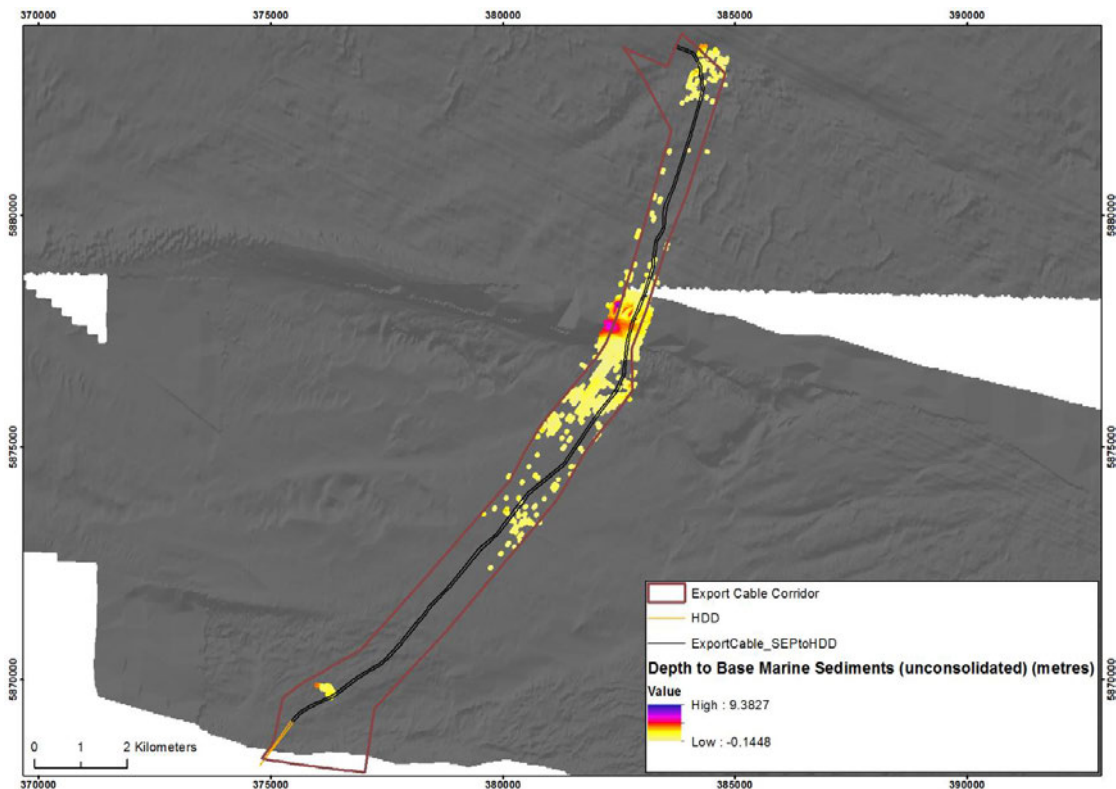 370000 375000 380000 385000 390000
5880000 5880000
5875000 5875000
Export Cable Corridor
HDD
ExportCable_SEPtoHDD
Depth to Base Marine Sediments (unconsolidated) (metres)
Value
High : 9.3827
Low : -0.1448
5870000 5870000
0 1 2 Kilometers
370000 375000 380000 385000 390000